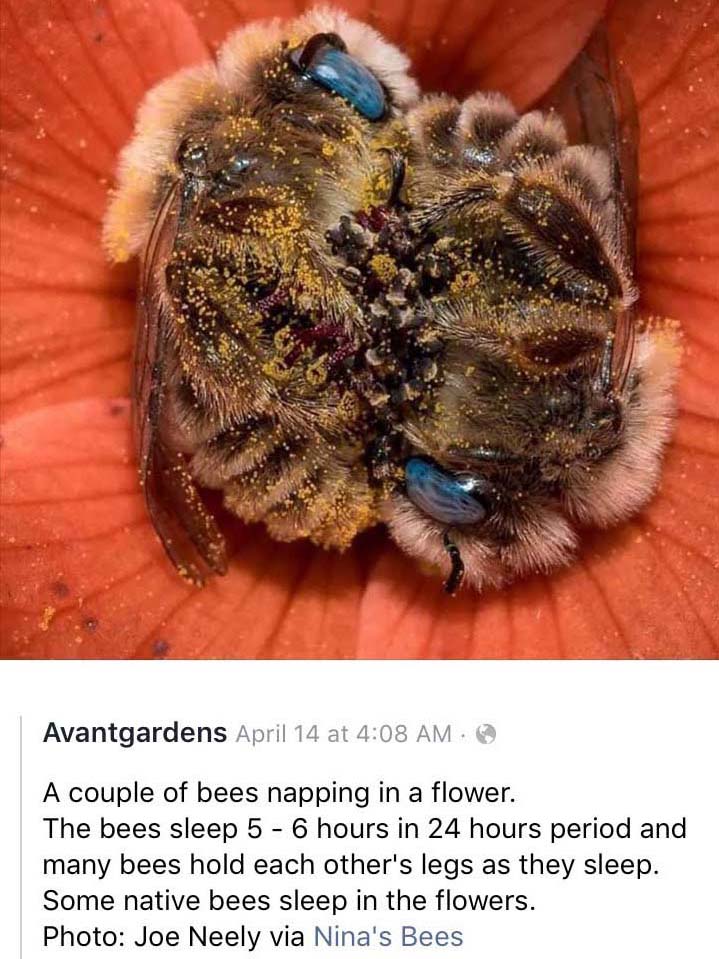 Avantgardens April 14 at 4:08 AM ·
A couple of bees napping in a flower.
The bees sleep 5 - 6 hours in 24 hours period and
many bees hold each other's legs as they sleep.
Some native bees sleep in the flowers.
Photo: Joe Neely via Nina's Bees